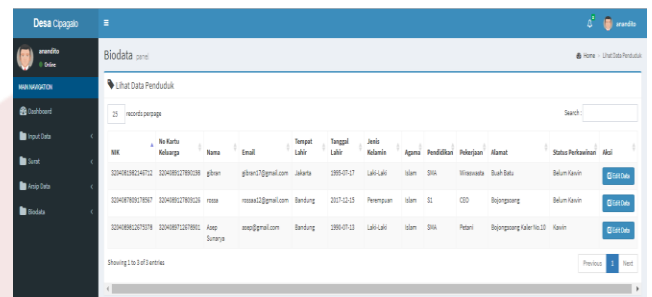 Desa Cipagalo
anandito
anandito
Online
Biodata panel
Home > Lihat Data Penduduk
MAIN NAVIGATION
Lihat Data Penduduk
Dashboard
25 records per page
Search :
Input Data
Surat
Arsip Data
Biodata
NIK No Kartu Keluarga Nama Email Tempat Lahir Tanggal Lahir Jenis Kelamin Agama Pendidikan Pekerjaan Alamat Status Perkawinan Aksi
gibran gibran17@gmail.com Jakarta 1995-07-17 Laki-Laki Islam SMA Wiraswasta Buah Batu Belum Kawin Edit Data
rossa rossaa12@gmail.com Bandung 2017-12-15 Perempuan Islam S1 CEO Bojongsoang Belum Kawin Edit Data
Asep Sunarya asep@gmail.com Bandung 1990-07-13 Laki-Laki Islam SMA Petani Bojongsoang Kaler No.10 Kawin Edit Data
Showing 1 to 3 of 3 entries
Previous 1 Next